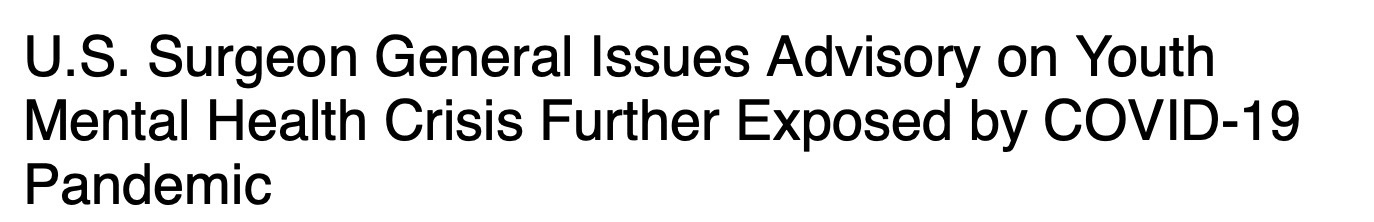 U.S. Surgeon General Issues Advisory on Youth
Mental Health Crisis Further Exposed by COVID-19
Pandemic